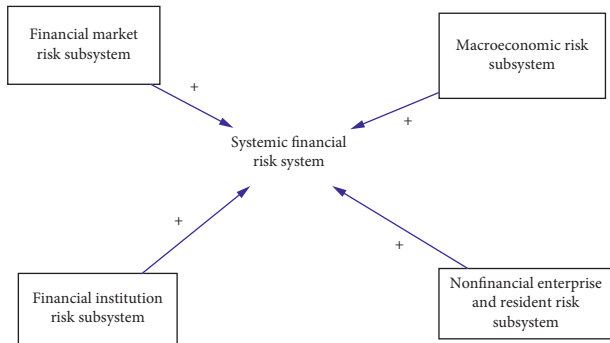 Financial market
risk subsystem
Macroeconomic risk
subsystem
+
+
Systemic financial
risk system
+
+
Financial institution
risk subsystem
Nonfinancial enterprise
and resident risk
subsystem